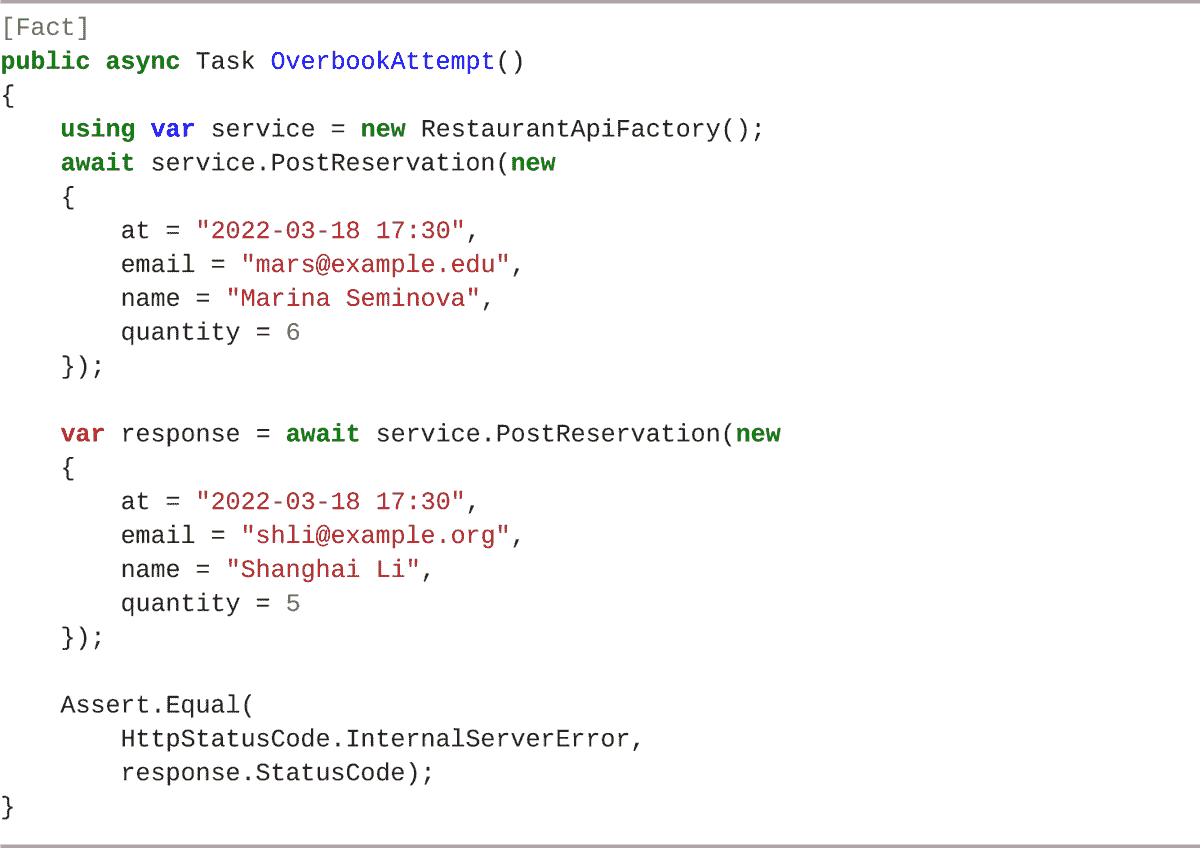 [Fact]
public async Task OverbookAttempt()
{
    using var service = new RestaurantApiFactory();
    await service.PostReservation(new
    {
        at = "2022-03-18 17:30",
        email = "mars@example.edu",
        name = "Marina Seminova",
        quantity = 6
    });

    var response = await service.PostReservation(new
    {
        at = "2022-03-18 17:30",
        email = "shli@example.org",
        name = "Shanghai Li",
        quantity = 5
    });

    Assert.Equal(
        HttpStatusCode.InternalServerError,
        response.StatusCode);
}